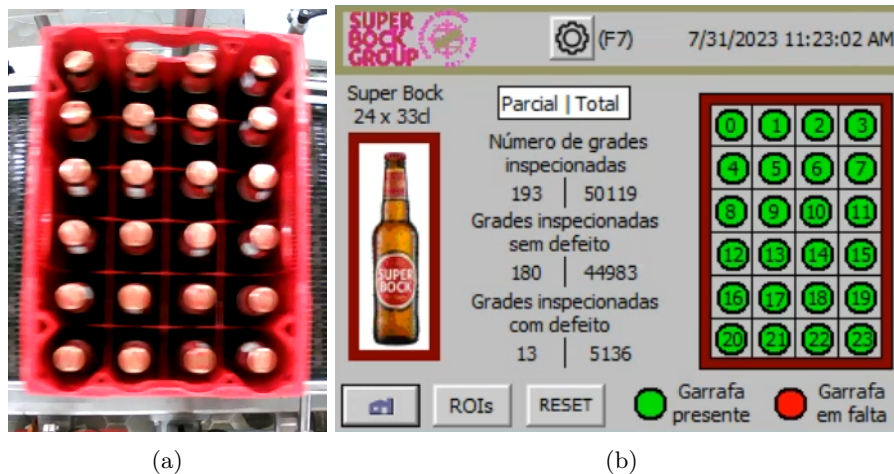 SUPER
BOCK
GROUP
(F7)
7/31/2023 11:23:02 AM
Super Bock
24 x 33cl
Parcial | Total
Número de grades
inspecionadas
193 | 50119
Grades inspecionadas
sem defeito
180 | 44983
Grades inspecionadas
com defeito
13 | 5136
SUPER
BOCK
0 1 2 3
4 5 6 7
8 9 10 11
12 13 14 15
16 17 18 19
20 21 22 23
ROIs
RESET
Garrafa
presente
Garrafa
em falta
(a)
(b)